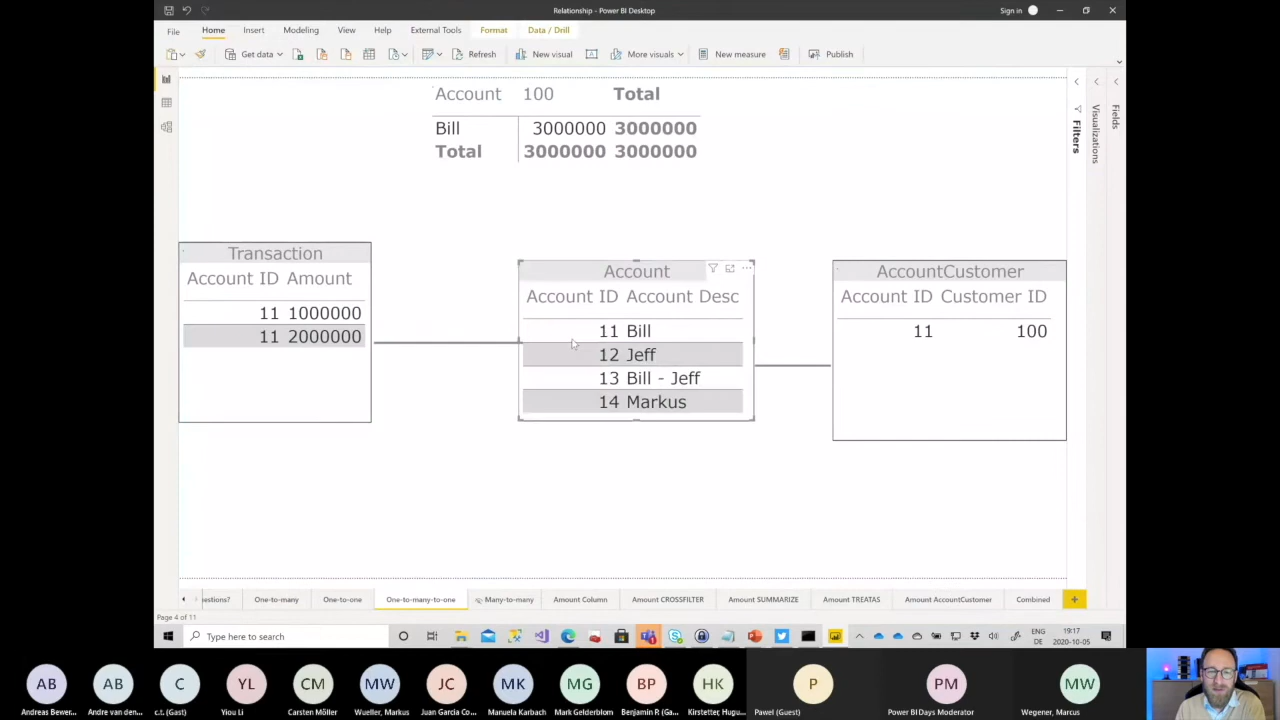 Relationship - Power BI Desktop
Sign in
File Home Insert Modeling View Help External Tools Format Data / Drill
Get data Refresh New visual More visuals New measure Publish
Account 100 Total
Bill 3000000 3000000
Total 3000000 3000000
Filters
Visualizations
Fields
Transaction
Account ID Amount
11 1000000
11 2000000
Account
Account ID Account Desc
11 Bill
12 Jeff
13 Bill - Jeff
14 Markus
AccountCustomer
Account ID Customer ID
11 100
estions? One-to-many One-to-one One-to-many-to-one Many-to-many Amount Column Amount CROSSFILTER Amount SUMMARIZE Amount TREATAS Amount AccountCustomer Combined +
Page 4 of 11
Type here to search
ENG 19:17
DE 2020-10-05
AB AB C YL CM MW JC MK MG BP HK P PM MW
Andreas Bewer... Andre van den... c.t. (Gast) Yiou Li Carsten Möller Wueller, Markus Juan Garcia Co... Manuela Karbach Mark Gelderblom Benjamin R (Ga... Kirstetter, Hugu... Pawel (Guest) Power BI Days Moderator Wegener, Marcus